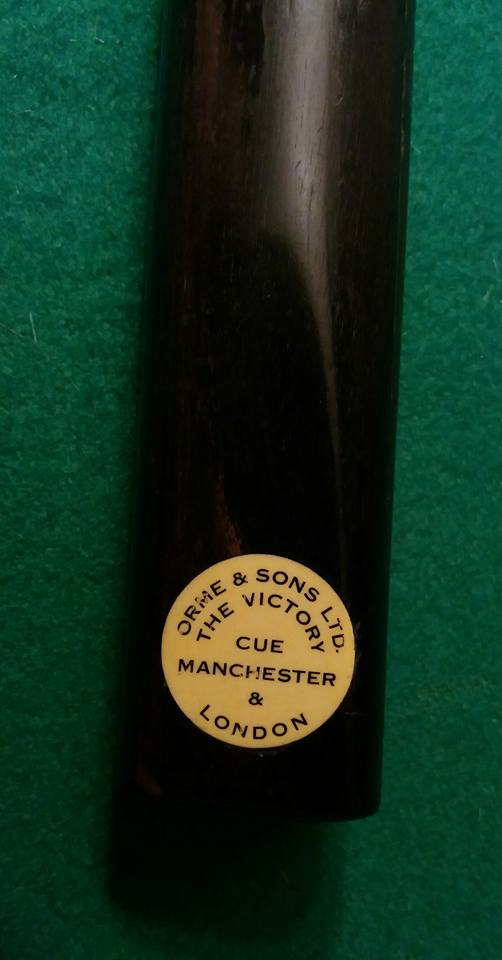 ORME & SONS LTD.
THE VICTORY
CUE
MANCHESTER
&
LONDON